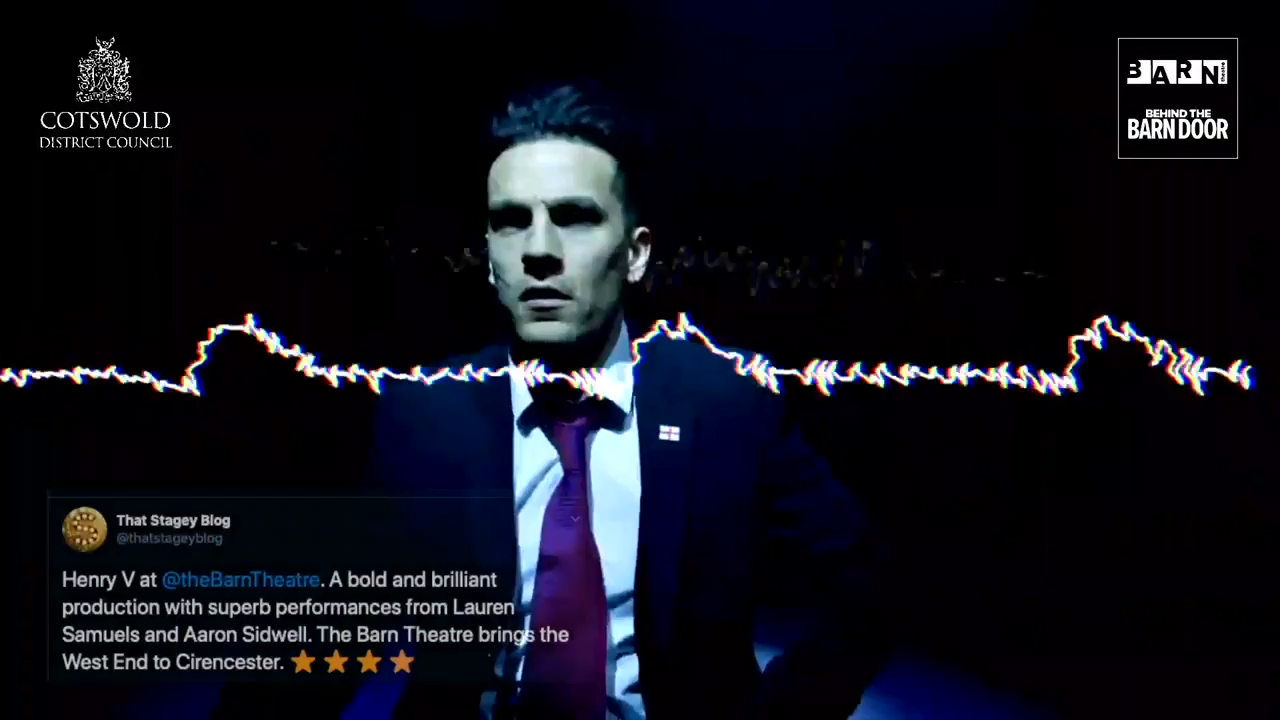 COTSWOLD
DISTRICT COUNCIL
BARN theatre
BEHIND THE
BARN DOOR
That Stagey Blog
@thatstageyblog
Henry V at @theBarnTheatre. A bold and brilliant
production with superb performances from Lauren
Samuels and Aaron Sidwell. The Barn Theatre brings the
West End to Cirencester. ⭐⭐⭐⭐